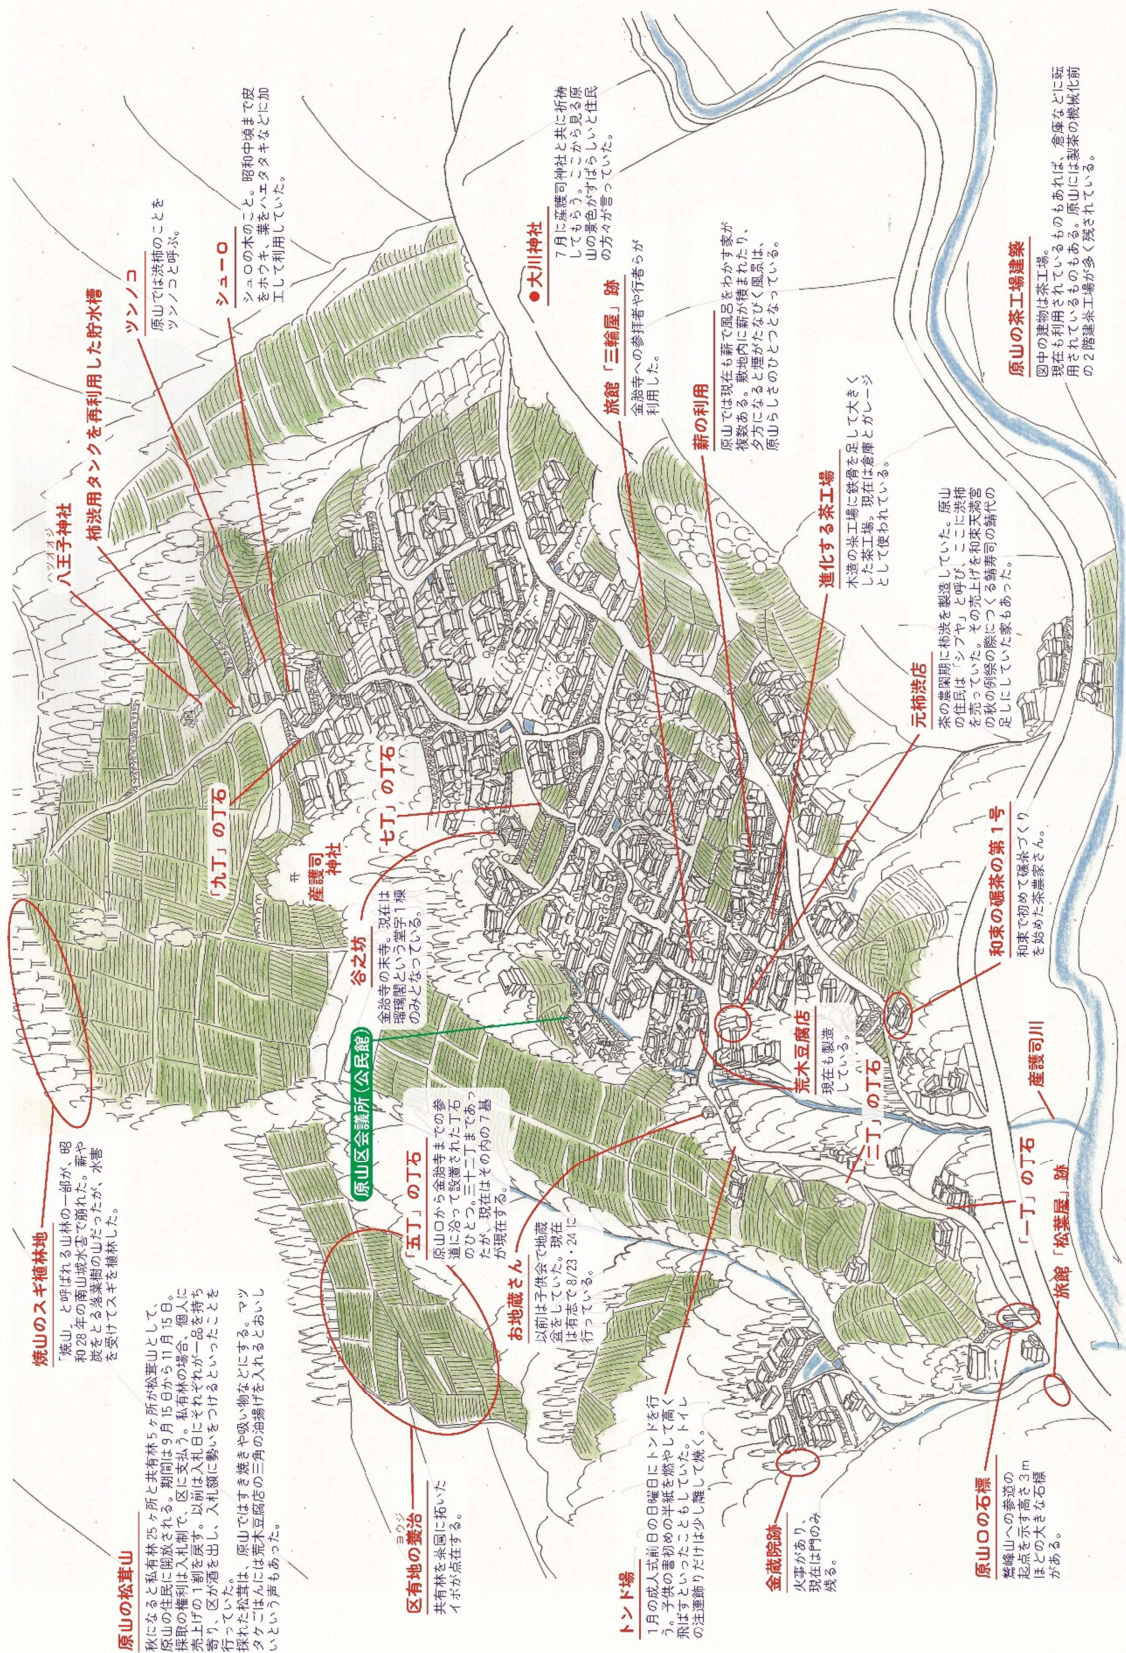 原山の松茸山
秋になると私有林25ヶ所と共有林5ヶ所が松茸山として、
原山の住民に開放される。期間は9月15日から11月15日。
採取の権利は入札制で、区に支払う。私有林の場合、個人に
売上げの1割を戻す。以前は入札日にそれぞれが一品を持ち
寄り、区が酒を出し、入札額に勢いをつけるといったことを
行っていた。
採れた松茸は、原山ではすき焼きや吸い物などにする。マツ
タケごはんには荒木豆腐店の三角の油揚げを入れるとおいし
いという声もあった。
焼山のスギ植林地
「焼山」と呼ばれる山林の一部が、昭
和28年の南山城水害で崩れた。薪や
炭をとる落葉樹の山だったが、水害
を受けてスギを植林した。
ハツオオジ
八王子神社
柿渋用タンクを再利用した貯水槽
ツンノコ
原山では渋柿のことを
ツンノコと呼ぶ。
シューロ
シュロの木のこと。昭和中頃まで皮
をホウキ、葉をハエタタキなどに加
工して利用していた。
「九丁」の丁石
产護司
神社
「七丁」の丁石
谷之坊
金胎寺の末寺。現在は
瑠璃閣という堂宇1棟
のみとなっている。
原山区会議所(公民館)
「五丁」の丁石
原山口から金胎寺までの参
道に沿って設置された丁石
のひとつ。三十二丁まであっ
たが、現在はその内の7基
が現在する。
ヨウジ
区有地の養治
共有林を茶園に拓いた
イボが点在する。
お地蔵さん
以前は子供会で地蔵
盆をしていた。現在
は有志で8/23・24に
行っている。
トンド場
1月の成人式前日の日曜日にトンドを行
う。子供の書初めの半紙を燃やして高く
飛ばすといったこともしていた。トイレ
の注連飾りだけは少し離して焼く。
●大川神社
7月に産護司神社と共に祈祷
してもらう。ここから見る原
山の景色がすばらしいと住民
の方々が言っていた。
旅館「三輪屋」跡
金胎寺への参拝者や行者らが
利用した。
薪の利用
原山では現在も薪で風呂をわかす家が
複数ある。敷地内に薪が積まれたり、
夕方になると煙がたなびく風景は、
原山らしさのひとつとなっている。
進化する茶工場
木造の茶工場に鉄骨を足して大きく
した茶工場。現在は倉庫とガレージ
として使われている。
元柿渋店
茶の農閑期に柿渋を製造していた。原山
の住民は「シブヤ」と呼び、ここに渋柿
を売っていた。その売上げを和束天満宮
の秋の例祭の際につくる鯖寿司の鯖代の
足しにしていた家もあった。
原山の茶工場建築
図中の建物は茶工場。
現在も利用されているものもあれば、倉庫などに転
用されているものもある。原山には製茶の機械化前
の2階建茶工場が多く残されている。
和束の碾茶の第1号
和束で初めて碾茶づくり
を始めた茶農家さん。
荒木豆腐店
現在も製造
している。
「二丁」の丁石
産護司川
「一丁」の丁石
旅館「松葉屋」跡
金蔵院跡
火事があり、
現在は門のみ
残る。
原山口の石標
鷲峰山への参道の
起点を示す高さ3m
ほどの大きな石標
がある。